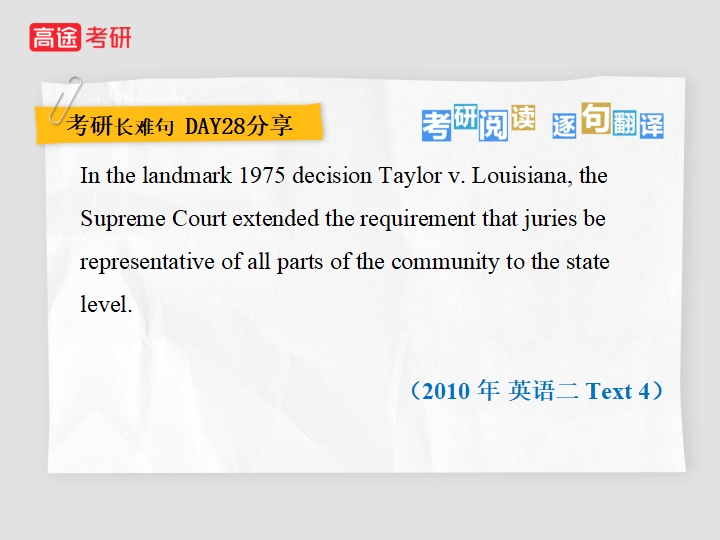 高途考研
考研长难句 DAY28分享
考研阅读 逐句翻译
In the landmark 1975 decision Taylor v. Louisiana, the
Supreme Court extended the requirement that juries be
representative of all parts of the community to the state
level.
（2010 年 英语二 Text 4）